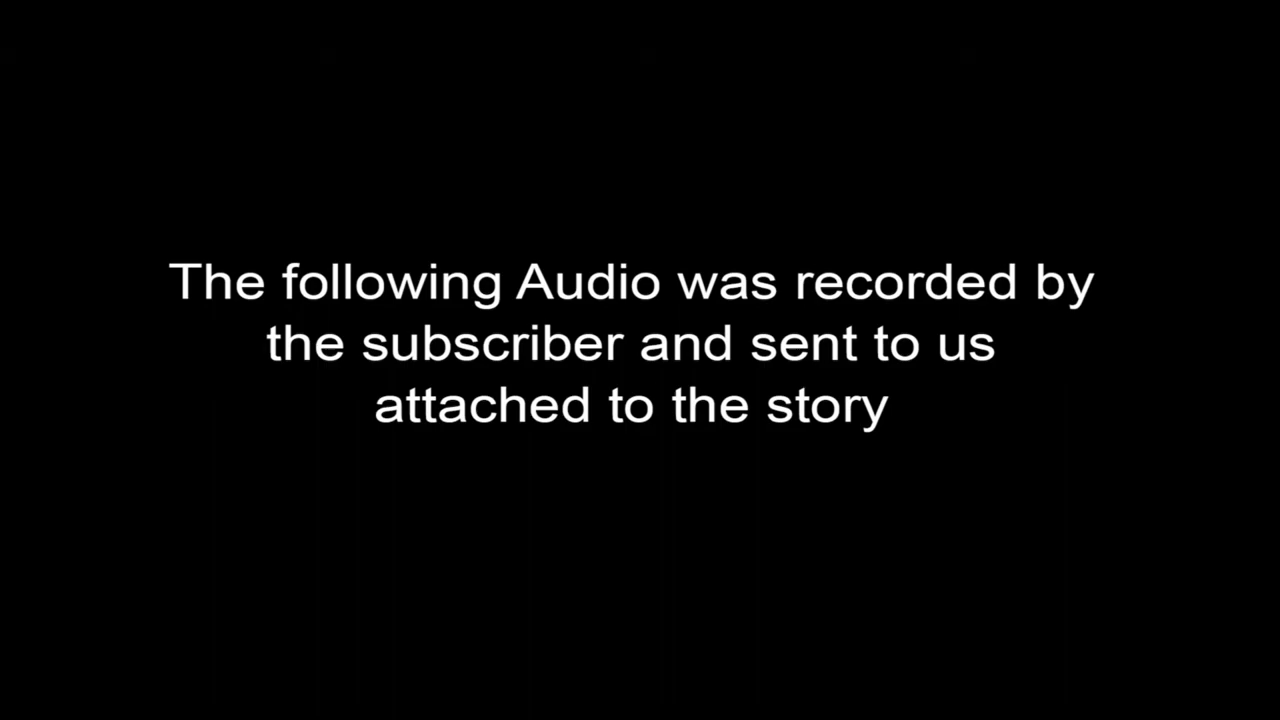 The following Audio was recorded by
the subscriber and sent to us
attached to the story